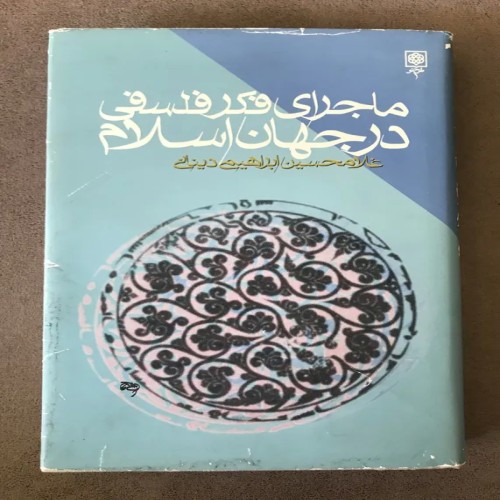 ماجرای فکر فلسفی
در جهان اسلام
غلامحسین ابراهیمی دینانی